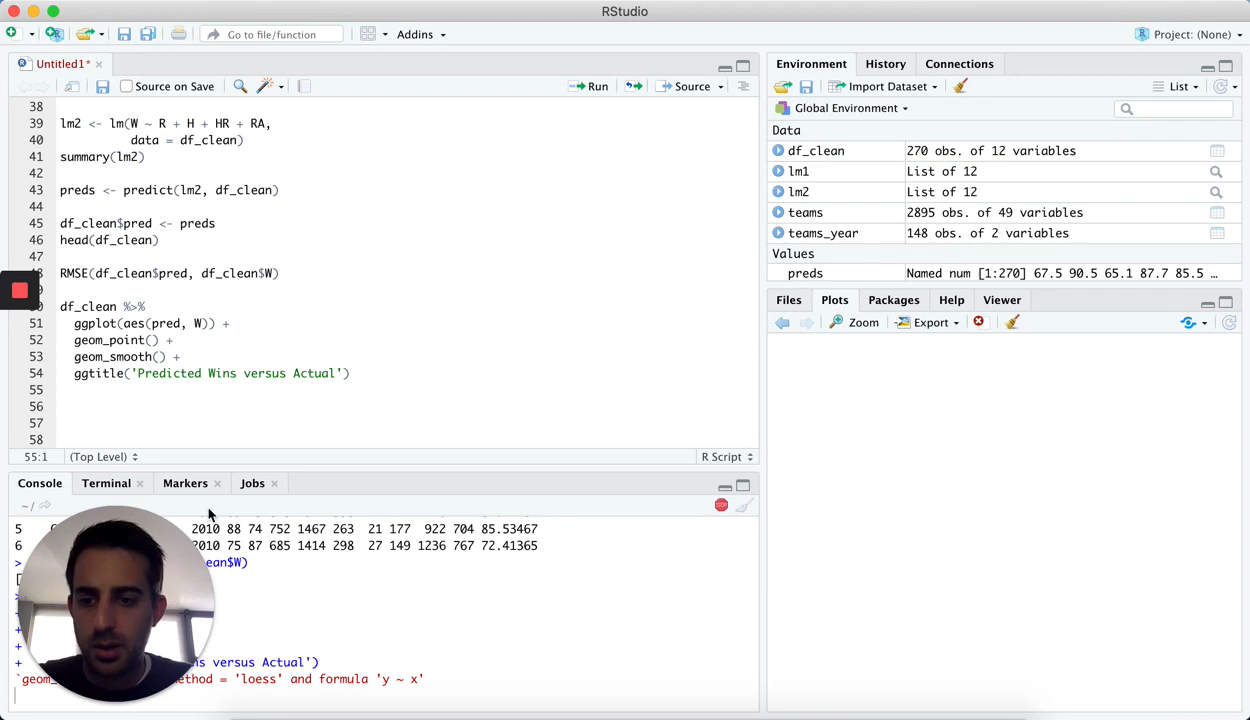 RStudio
Go to file/function
Addins
Project: (None)
Untitled1*
Source on Save
Run
Source
38
39 lm2 <- lm(W ~ R + H + HR + RA,
40 data = df_clean)
41 summary(lm2)
42
43 preds <- predict(lm2, df_clean)
44
45 df_clean$pred <- preds
46 head(df_clean)
47
8 RMSE(df_clean$pred, df_clean$W)
0 df_clean %>%
51 ggplot(aes(pred, W)) +
52 geom_point() +
53 geom_smooth() +
54 ggtitle('Predicted Wins versus Actual')
55
56
57
58
55:1 (Top Level) R Script
Console Terminal Markers Jobs
~/
5 2010 88 74 752 1467 263 21 177 922 704 85.53467
6 2010 75 87 685 1414 298 27 149 1236 767 72.41365
> ean$W)
[
+
+
+ ns versus Actual')
`geom_ ethod = 'loess' and formula 'y ~ x'
Environment History Connections
Import Dataset List
Global Environment
Data
df_clean 270 obs. of 12 variables
lm1 List of 12
lm2 List of 12
teams 2895 obs. of 49 variables
teams_year 148 obs. of 2 variables
Values
preds Named num [1:270] 67.5 90.5 65.1 87.7 85.5 …
Files Plots Packages Help Viewer
Zoom Export